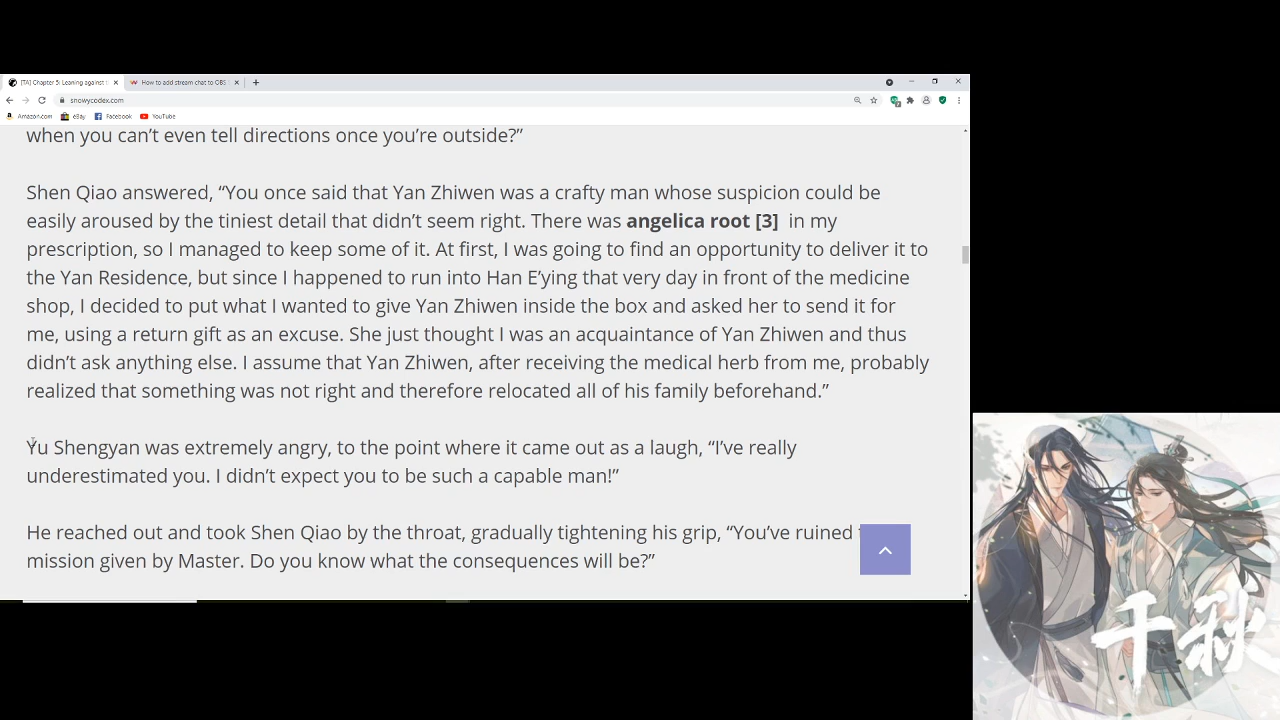 [TA] Chapter 5: Leaning against t
How to add stream chat to OBS
snowycodex.com
Amazon.com
eBay
Facebook
YouTube
when you can’t even tell directions once you’re outside?”
Shen Qiao answered, “You once said that Yan Zhiwen was a crafty man whose suspicion could be
easily aroused by the tiniest detail that didn’t seem right. There was angelica root [3] in my
prescription, so I managed to keep some of it. At first, I was going to find an opportunity to deliver it to
the Yan Residence, but since I happened to run into Han E’ying that very day in front of the medicine
shop, I decided to put what I wanted to give Yan Zhiwen inside the box and asked her to send it for
me, using a return gift as an excuse. She just thought I was an acquaintance of Yan Zhiwen and thus
didn’t ask anything else. I assume that Yan Zhiwen, after receiving the medical herb from me, probably
realized that something was not right and therefore relocated all of his family beforehand.”
Yu Shengyan was extremely angry, to the point where it came out as a laugh, “I’ve really
underestimated you. I didn’t expect you to be such a capable man!”
He reached out and took Shen Qiao by the throat, gradually tightening his grip, “You’ve ruined
mission given by Master. Do you know what the consequences will be?”
千秋